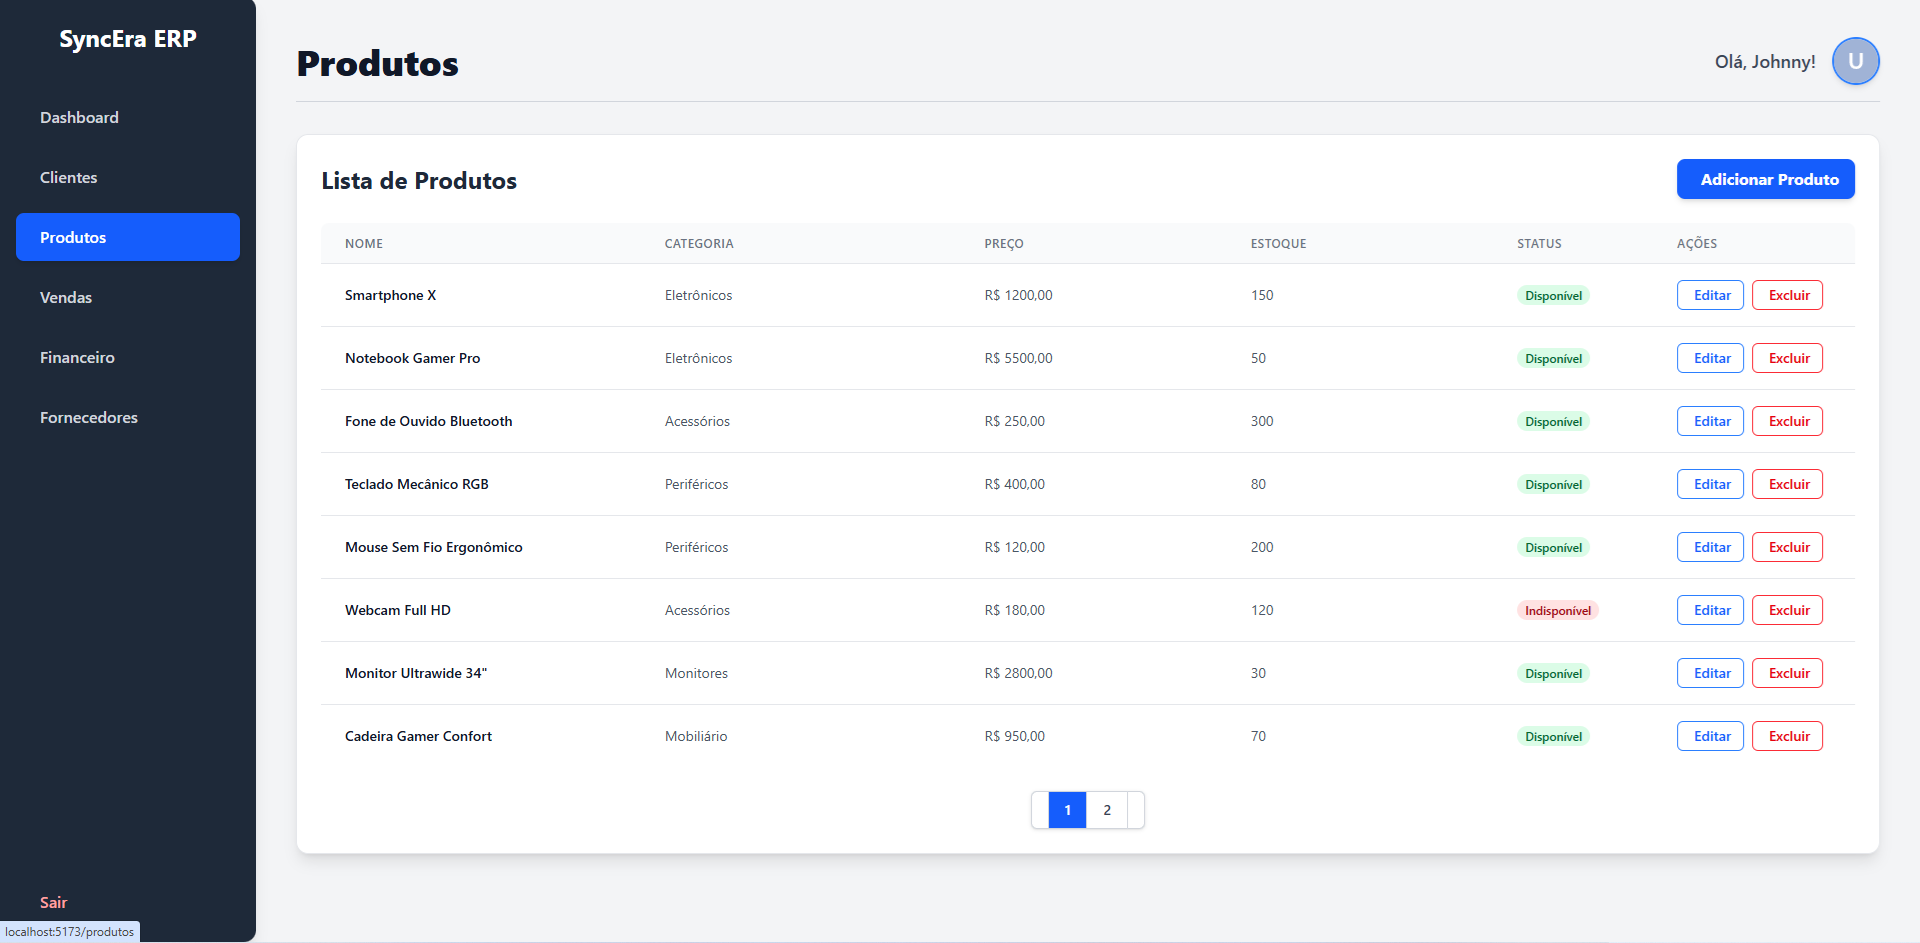 SyncEra ERP
Dashboard
Clientes
Produtos
Vendas
Financeiro
Fornecedores
Sair
localhost:5173/produtos
Produtos
Olá, Johnny!
U
Lista de Produtos
Adicionar Produto
NOME CATEGORIA PREÇO ESTOQUE STATUS AÇÕES
Smartphone X Eletrônicos R$ 1200,00 150 Disponível Editar Excluir
Notebook Gamer Pro Eletrônicos R$ 5500,00 50 Disponível Editar Excluir
Fone de Ouvido Bluetooth Acessórios R$ 250,00 300 Disponível Editar Excluir
Teclado Mecânico RGB Periféricos R$ 400,00 80 Disponível Editar Excluir
Mouse Sem Fio Ergonômico Periféricos R$ 120,00 200 Disponível Editar Excluir
Webcam Full HD Acessórios R$ 180,00 120 Indisponível Editar Excluir
Monitor Ultrawide 34" Monitores R$ 2800,00 30 Disponível Editar Excluir
Cadeira Gamer Confort Mobiliário R$ 950,00 70 Disponível Editar Excluir
1 2